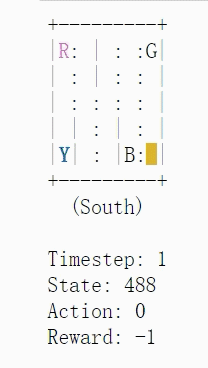 +---------+
|R: | : :G|
| : | : : |
| : : : : |
| | : | : |
|Y| : |B: |
+---------+
(South)
Timestep: 1
State: 488
Action: 0
Reward: -1